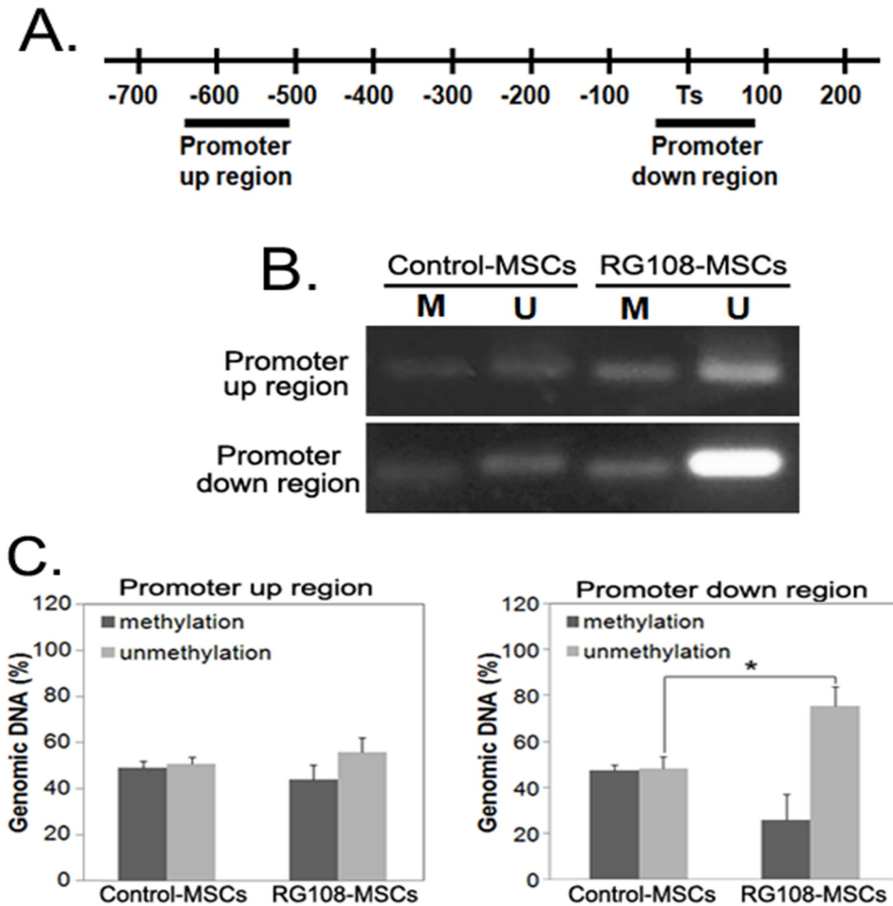 A.
-700 -600 -500 -400 -300 -200 -100 Ts 100 200
Promoter
up region
Promoter
down region
B.
Control-MSCs RG108-MSCs
M U M U
Promoter
up region
Promoter
down region
C.
Promoter up region
120
100
80
60
40
20
0
Genomic DNA (%)
methylation
unmethylation
Control-MSCs RG108-MSCs
Promoter down region
120
100
80
60
40
20
0
Genomic DNA (%)
methylation
unmethylation
*
Control-MSCs RG108-MSCs